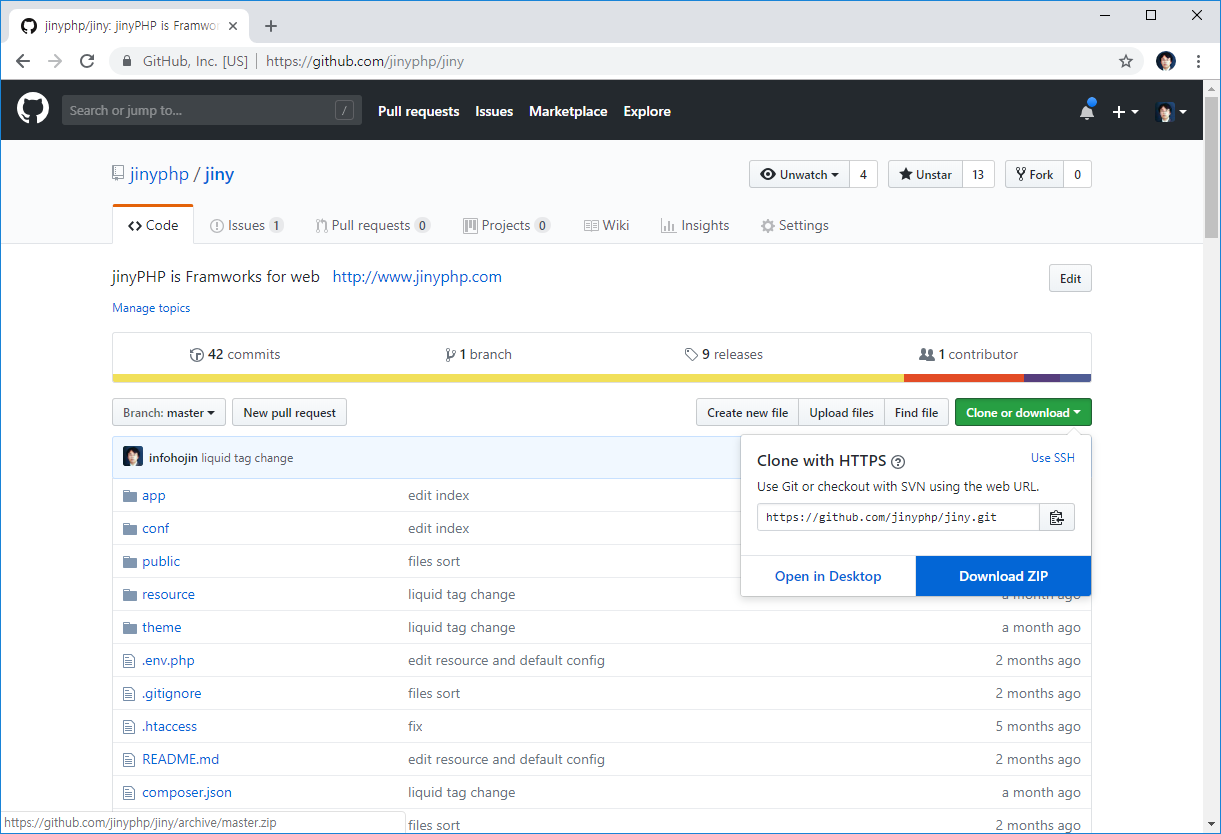 jinyphp/jiny: jinyPHP is Framwor
GitHub, Inc. [US] | https://github.com/jinyphp/jiny
Search or jump to... / Pull requests Issues Marketplace Explore
jinyphp / jiny Unwatch 4 Unstar 13 Fork 0
Code Issues 1 Pull requests 0 Projects 0 Wiki Insights Settings
jinyPHP is Framworks for web http://www.jinyphp.com Edit
Manage topics
42 commits 1 branch 9 releases 1 contributor
Branch: master New pull request Create new file Upload files Find file Clone or download
infohojin liquid tag change
Clone with HTTPS ? Use SSH
Use Git or checkout with SVN using the web URL.
https://github.com/jinyphp/jiny.git
Open in Desktop Download ZIP
app edit index
conf edit index
public files sort
resource liquid tag change a month ago
theme liquid tag change a month ago
.env.php edit resource and default config 2 months ago
.gitignore files sort 2 months ago
.htaccess fix 5 months ago
README.md edit resource and default config 2 months ago
composer.json liquid tag change a month ago
files sort 2 months ago
https://github.com/jinyphp/jiny/archive/master.zip